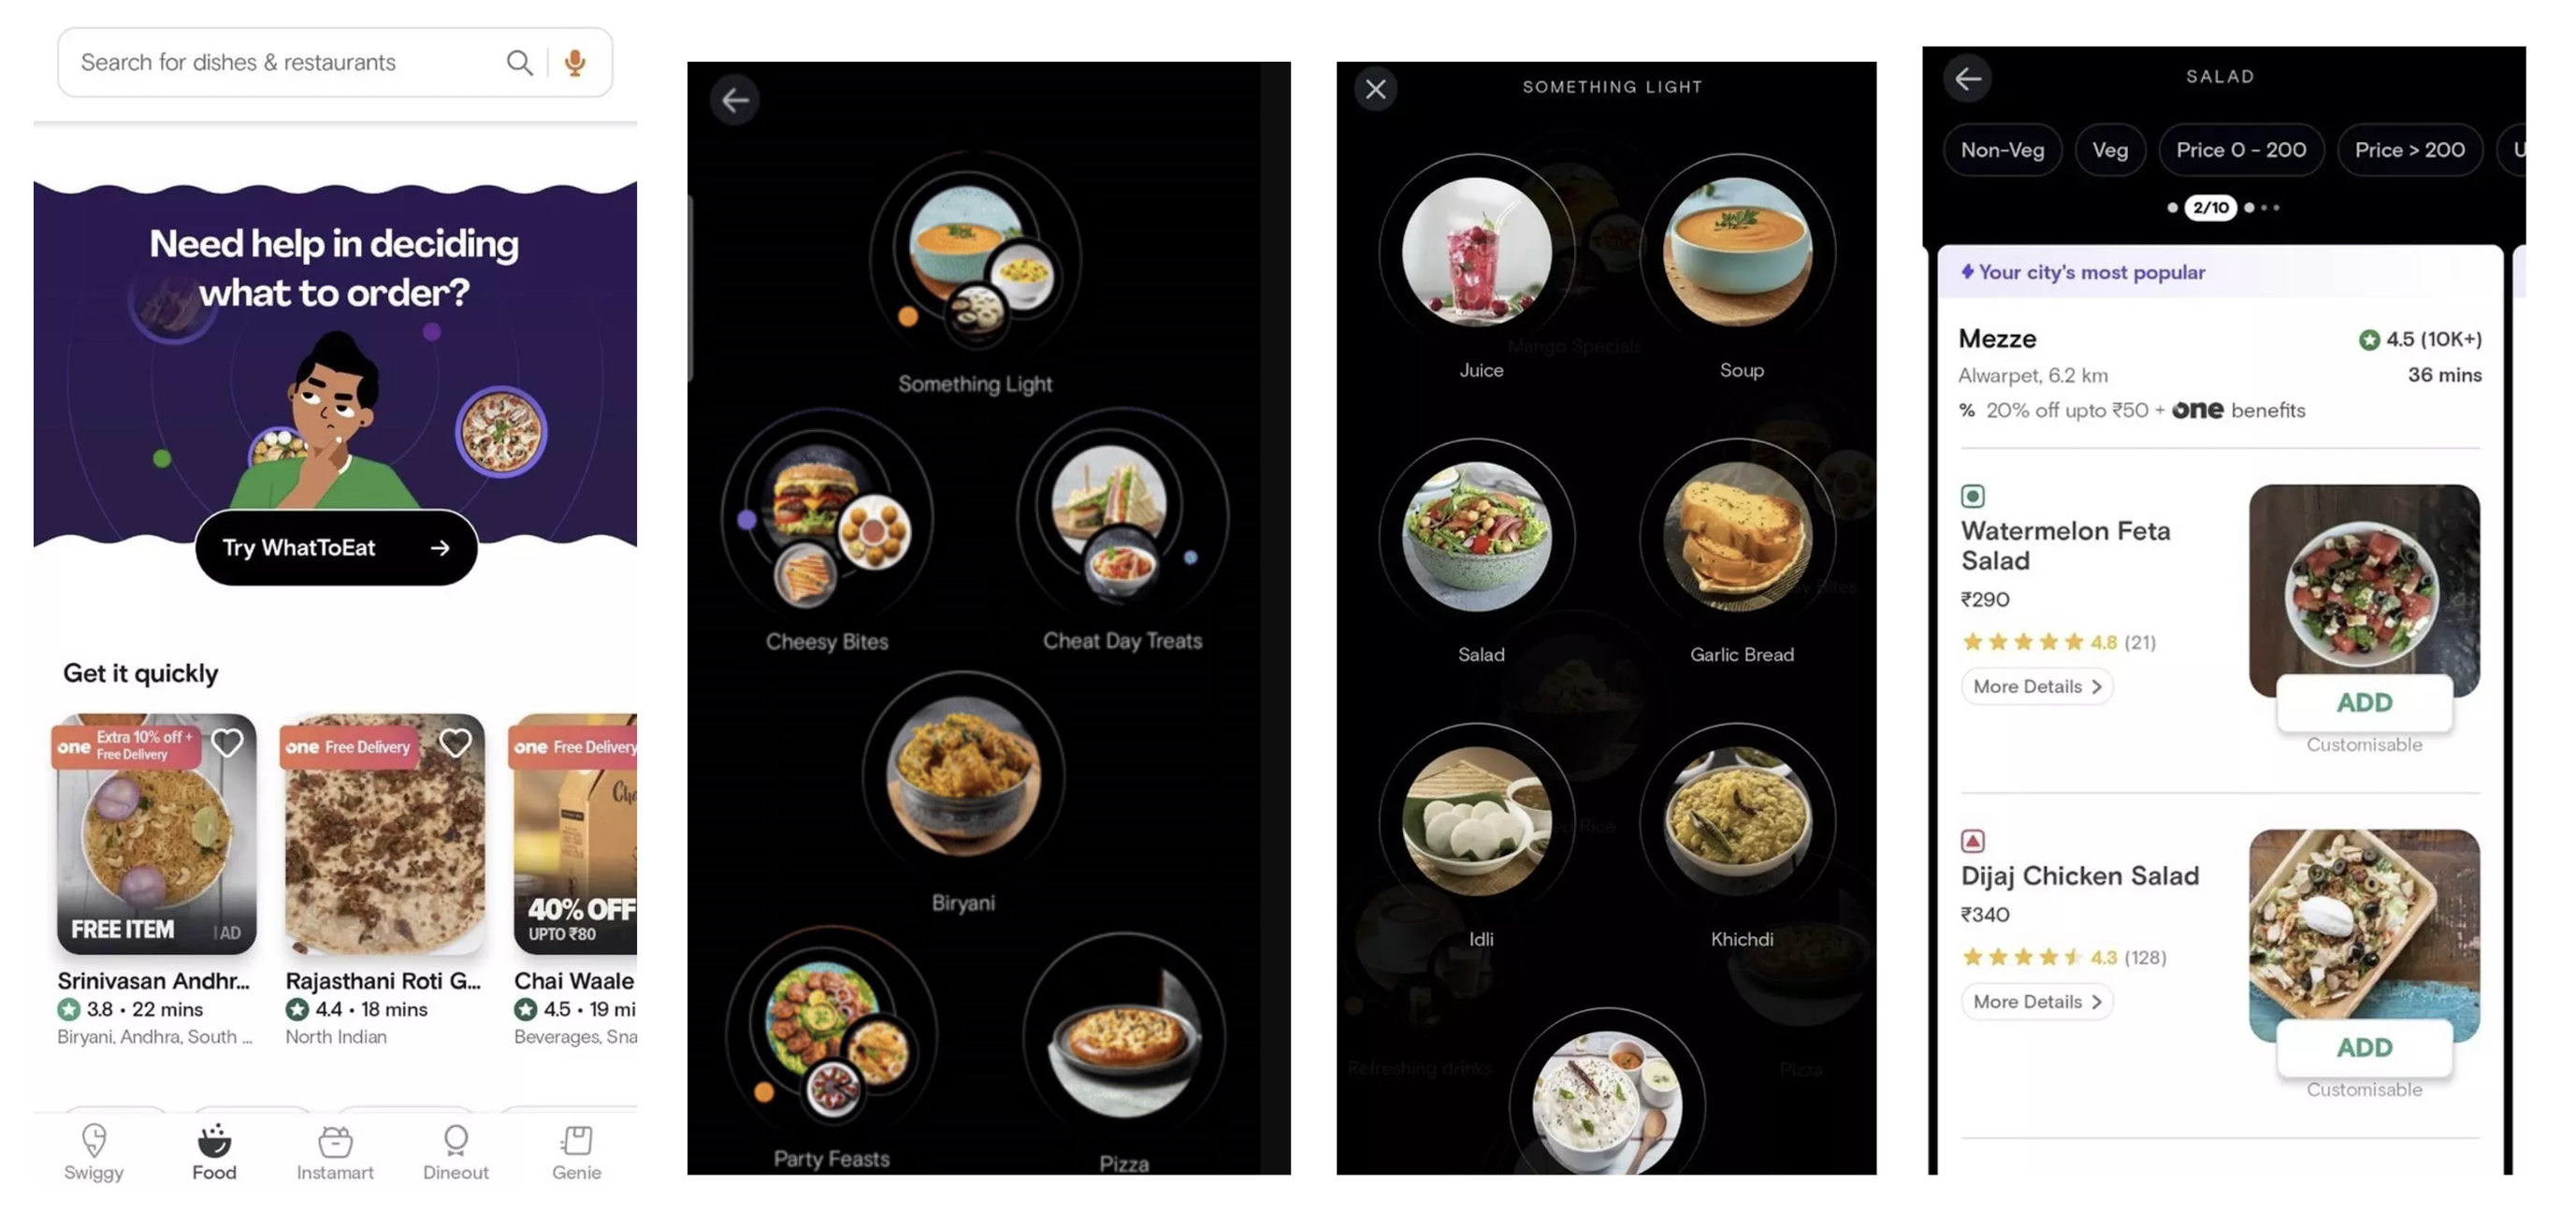 Search for dishes & restaurants
Need help in deciding
what to order?
Try WhatToEat
Get it quickly
one Extra 10% off +
Free Delivery
FREE ITEM
AD
Srinivasan Andhr...
3.8 • 22 mins
Biryani, Andhra, South ...
one Free Delivery
Rajasthani Roti G...
4.4 • 18 mins
North Indian
one Free Delivery
40% OFF
UPTO ₹80
Chai Waale
4.5 • 19 mi
Beverages, Sna
Swiggy
Food
Instamart
Dineout
Genie
Something Light
Cheesy Bites
Cheat Day Treats
Biryani
Party Feasts
Pizza
SOMETHING LIGHT
Mango Specials
Juice
Soup
Salad
Garlic Bread
Idli
Khichdi
Refreshing drinks
Pizza
SALAD
Non-Veg
Veg
Price 0 - 200
Price > 200
U
2/10
Your city's most popular
Mezze
4.5 (10K+)
Alwarpet, 6.2 km
36 mins
% 20% off upto ₹50 + one benefits
Watermelon Feta
Salad
₹290
4.8 (21)
More Details >
ADD
Customisable
Dijaj Chicken Salad
₹340
4.3 (128)
More Details >
ADD
Customisable